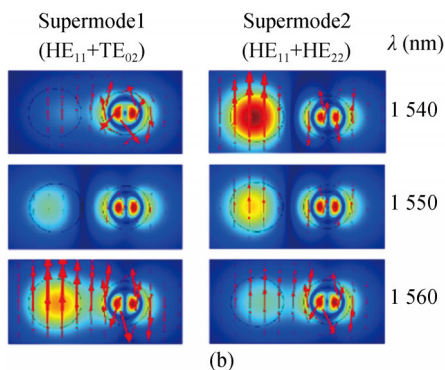 Supermode1 Supermode2
(HE₁₁+TE₀₂) (HE₁₁+HE₂₂) λ (nm)
1 540
1 550
1 560
(b)